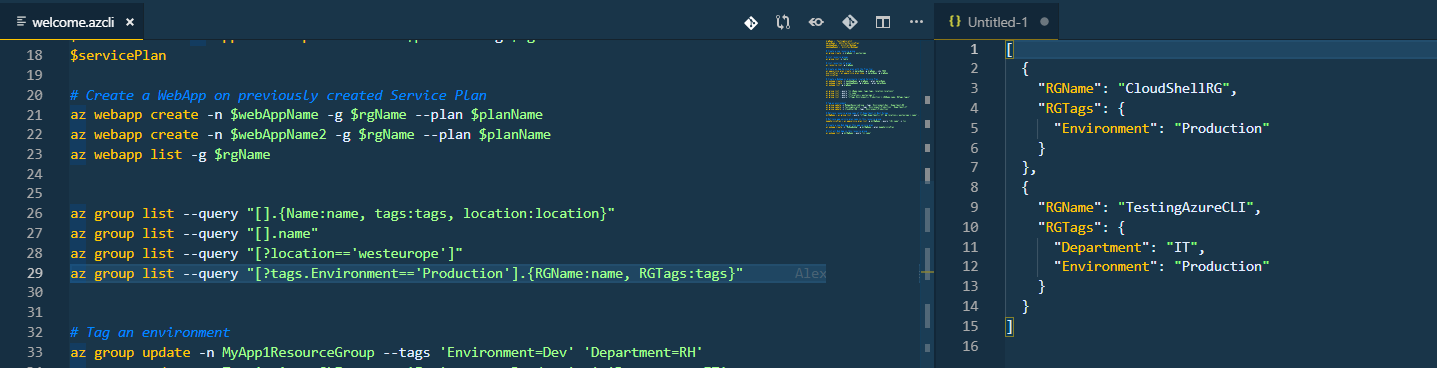 welcome.azcli
18 $servicePlan
19
20 # Create a WebApp on previously created Service Plan
21 az webapp create -n $webAppName -g $rgName --plan $planName
22 az webapp create -n $webAppName2 -g $rgName --plan $planName
23 az webapp list -g $rgName
24
25
26 az group list --query "[].{Name:name, tags:tags, location:location}"
27 az group list --query "[].name"
28 az group list --query "[?location=='westeurope']"
29 az group list --query "[?tags.Environment=='Production'].{RGName:name, RGTags:tags}" Alex
30
31
32 # Tag an environment
33 az group update -n MyApp1ResourceGroup --tags 'Environment=Dev' 'Department=RH'
{} Untitled-1
1 [
2 {
3 "RGName": "CloudShellRG",
4 "RGTags": {
5 "Environment": "Production"
6 }
7 },
8 {
9 "RGName": "TestingAzureCLI",
10 "RGTags": {
11 "Department": "IT",
12 "Environment": "Production"
13 }
14 }
15 ]
16